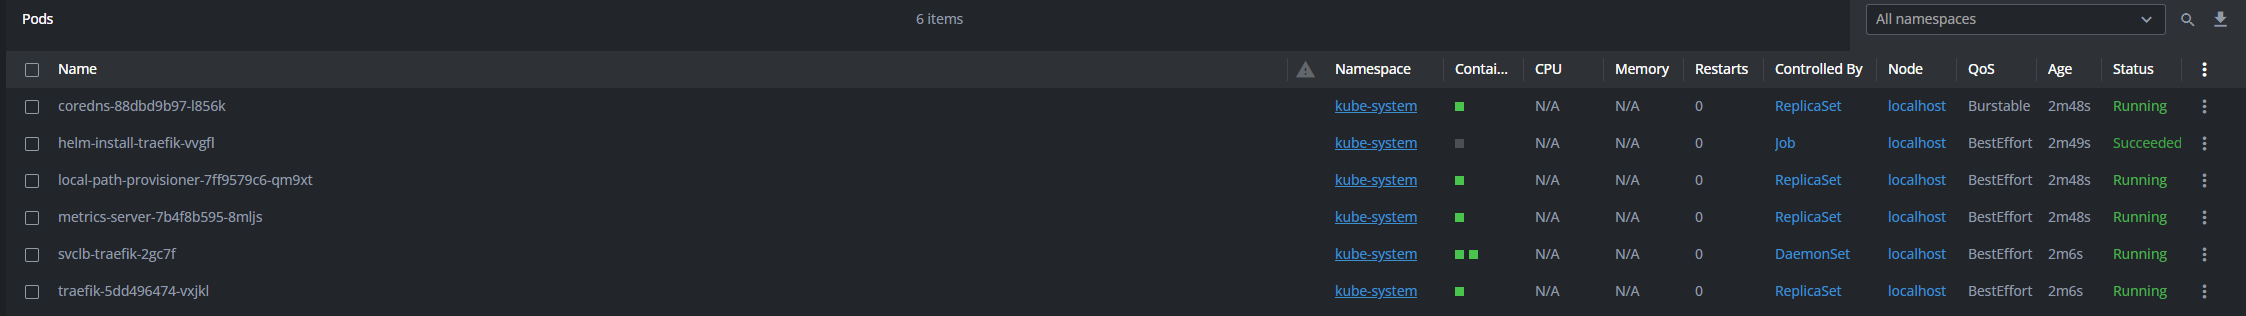 Pods 6 items All namespaces
Name Namespace Contai... CPU Memory Restarts Controlled By Node QoS Age Status
coredns-88dbd9b97-l856k kube-system N/A N/A 0 ReplicaSet localhost Burstable 2m48s Running
helm-install-traefik-vvgfl kube-system N/A N/A 0 Job localhost BestEffort 2m49s Succeeded
local-path-provisioner-7ff9579c6-qm9xt kube-system N/A N/A 0 ReplicaSet localhost BestEffort 2m48s Running
metrics-server-7b4f8b595-8mljs kube-system N/A N/A 0 ReplicaSet localhost BestEffort 2m48s Running
svclb-traefik-2gc7f kube-system N/A N/A 0 DaemonSet localhost BestEffort 2m6s Running
traefik-5dd496474-vxjkl kube-system N/A N/A 0 ReplicaSet localhost BestEffort 2m6s Running